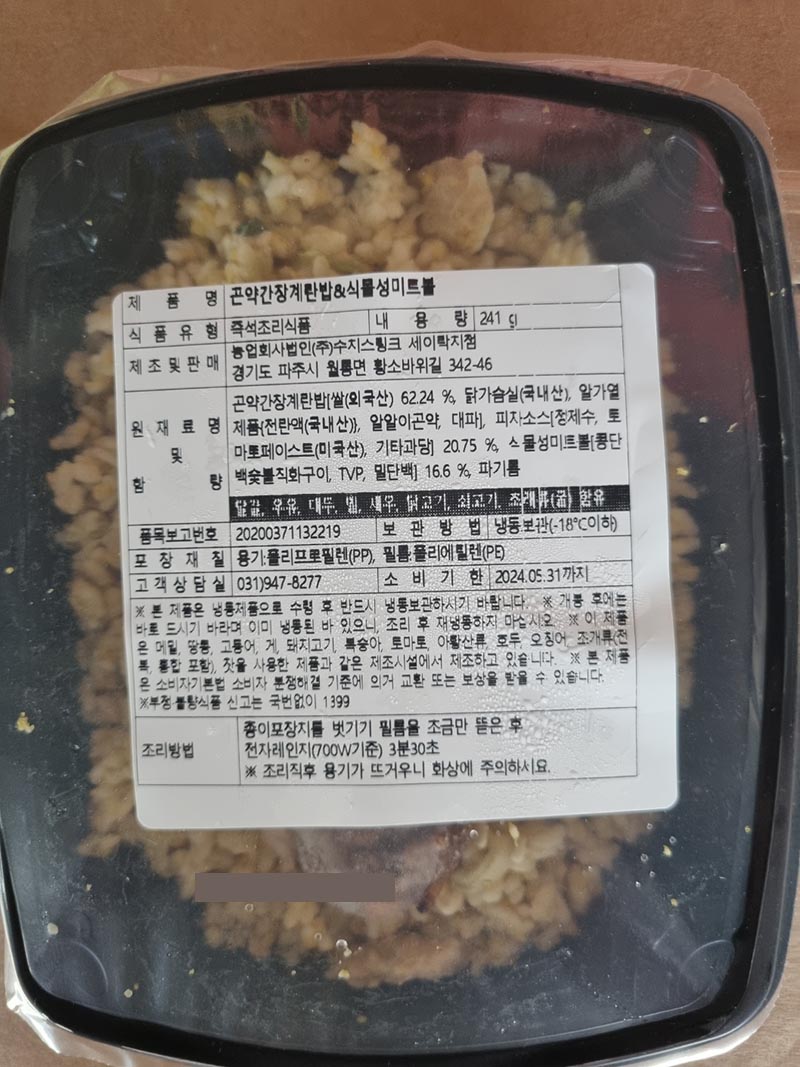 제 품 명 곤약간장계란밥&식물성미트볼
식 품 유 형 즉석조리식품 내 용 량 241 g
제 조 및 판 매 농업회사법인(주)수지스링크 세이락지점
경기도 파주시 월롱면 황소바위길 342-46
원 재 료 명 및 함 량
곤약간장계란밥[쌀(외국산) 62.24 %, 닭가슴살(국내산), 알가열
제품{전란액(국내산)}, 알알이곤약, 대파], 피자소스[정제수, 토
마토페이스트(미국산), 기타과당] 20.75 %, 식물성미트볼[콩단
백숯불직화구이, TVP, 밀단백] 16.6 %, 파기름
달걀, 우유, 대두, 밀, 새우, 닭고기, 쇠고기, 조개류(굴) 함유
품목보고번호 20200371132219 보 관 방 법 냉동보관(-18℃이하)
포 장 재 질 용기:폴리프로필렌(PP), 필름:폴리에틸렌(PE)
고 객 상 담 실 031)947-8277 소 비 기 한 2024.05.31까지
※ 본 제품은 냉동제품으로 수령 후 반드시 냉동보관하시기 바랍니다. ※ 개봉 후에는
바로 드시기 바라며 이미 냉동된 바 있으니, 조리 후 재냉동하지 마십시오. ※ 이 제품
은 메밀, 땅콩, 고등어, 게, 돼지고기, 복숭아, 토마토, 아황산류, 호두, 오징어, 조개류(전
복, 홍합 포함), 잣을 사용한 제품과 같은 제조시설에서 제조하고 있습니다. ※ 본 제품
은 소비자기본법 소비자 분쟁해결 기준에 의거 교환 또는 보상을 받을 수 있습니다.
※부정·불량식품 신고는 국번없이 1399
조리방법
종이포장지를 벗기기 필름을 조금만 뜯은 후
전자레인지(700W기준) 3분30초
※ 조리직후 용기가 뜨거우니 화상에 주의하시요.